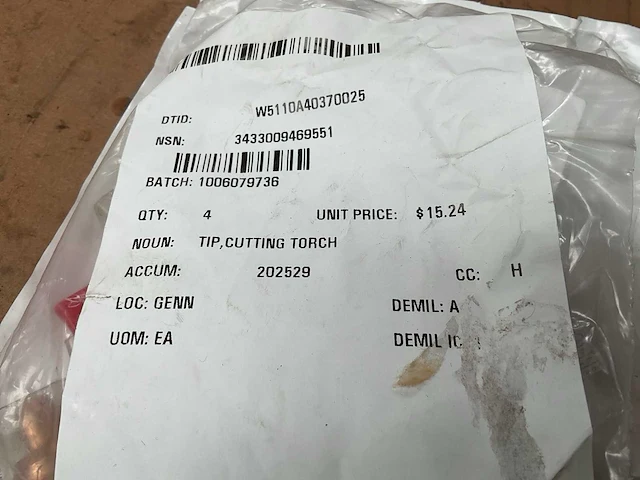 DTID: W5110A40370025
NSN: 3433009469551
BATCH: 1006079736
QTY: 4 UNIT PRICE: $15.24
NOUN: TIP,CUTTING TORCH
ACCUM: 202529 CC: H
LOC: GENN DEMIL: A
UOM: EA DEMIL